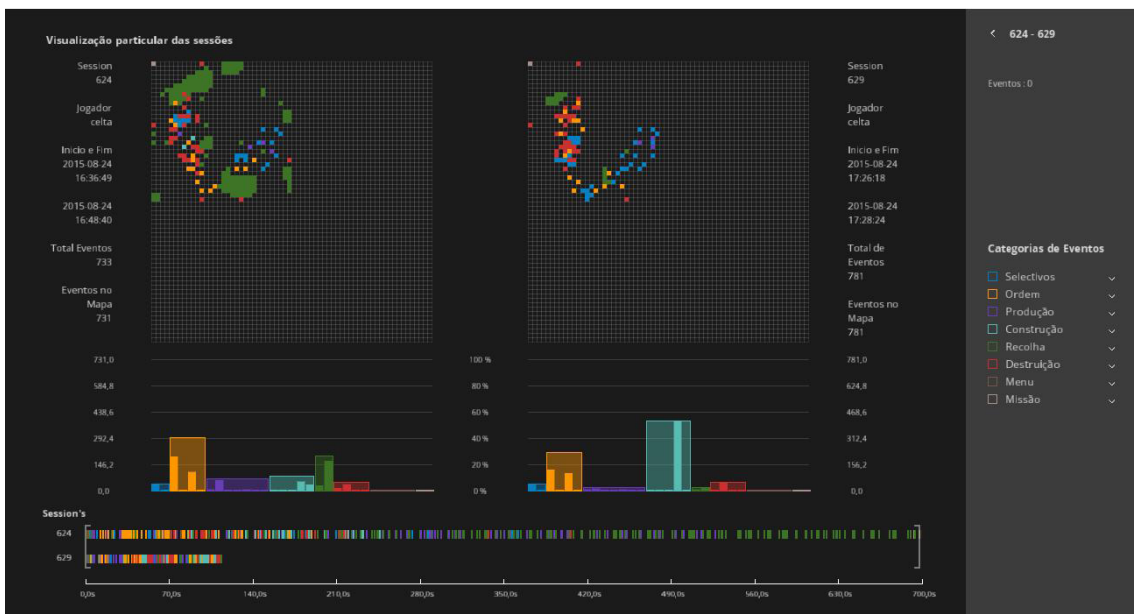 Visualização particular das sessões
Session
624
Jogador
celta
Inicio e Fim
2015-08-24
16:36:49
2015-08-24
16:48:40
Total Eventos
733
Eventos no
Mapa
731
Session
629
Jogador
celta
Inicio e Fim
2015-08-24
17:26:18
2015-08-24
17:28:24
Total de
Eventos
781
Eventos no
Mapa
781
731,0
584,8
438,6
292,4
146,2
0,0
100 %
80 %
60 %
40 %
20 %
0 %
781,0
624,8
468,6
312,4
156,2
0,0
Session's
624
629
0,0s 70,0s 140,0s 210,0s 280,0s 350,0s 420,0s 490,0s 560,0s 630,0s 700,0s
624 - 629
Eventos : 0
Categorias de Eventos
Selectivos
Ordem
Produção
Construção
Recolha
Destruição
Menu
Missão